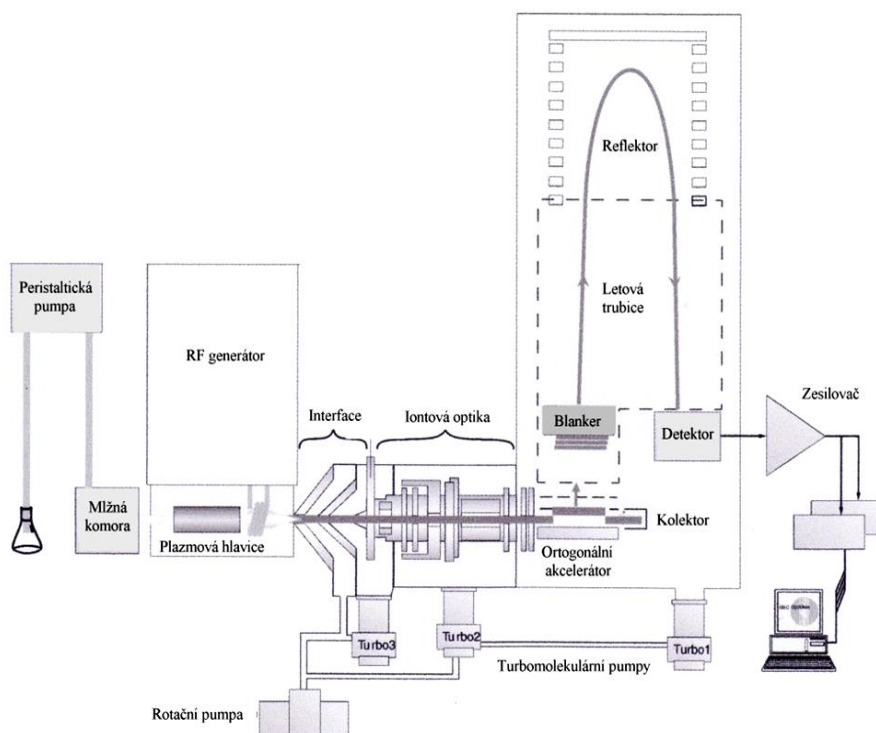 Reflektor
Peristaltická
pumpa
Letová
trubice
RF generátor
Zesilovač
Interface
Iontová optika
Blanker
Detektor
Mlžná
komora
Plazmová hlavice
Kolektor
Ortogonální
akcelerátor
Turbo3
Turbo2
Turbo1
Turbomolekulární pumpy
Rotační pumpa